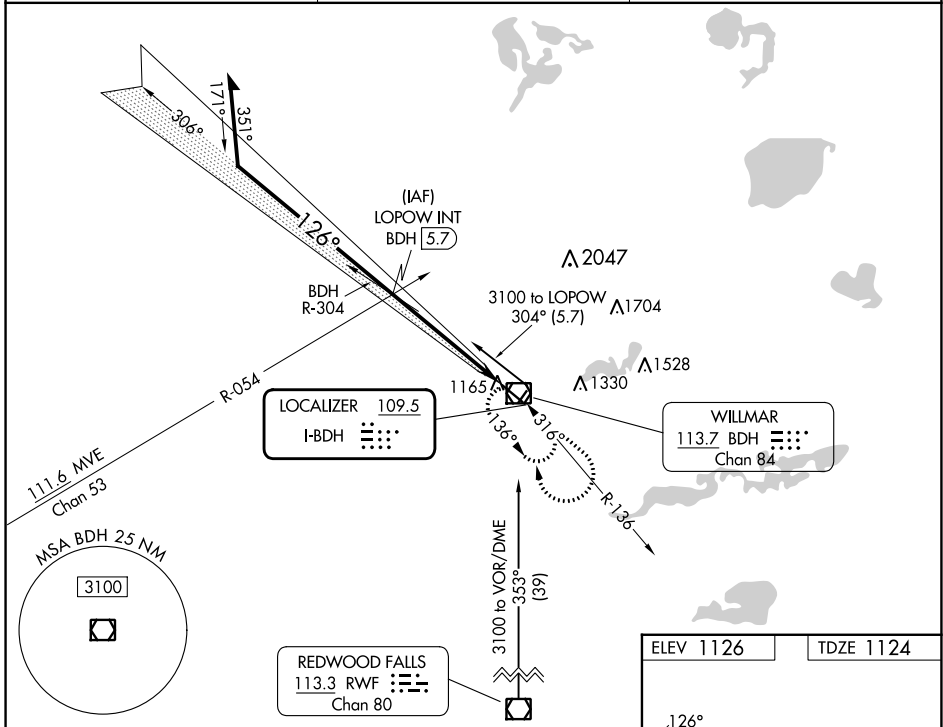 306°
171°
351°
126°
(IAF)
LOPOW INT
BDH 5.7
2047
BDH
R-304
3100 to LOPOW
304° (5.7)
1704
R-054
1165
1330
1528
LOCALIZER 109.5
I-BDH
WILLMAR
113.7 BDH
Chan 84
136°
316°
R-136
111.6 MVE
Chan 53
MSA BDH 25 NM
3100
3100 to VOR/DME
353°
(39)
REDWOOD FALLS
113.3 RWF
Chan 80
ELEV 1126
TDZE 1124
126°